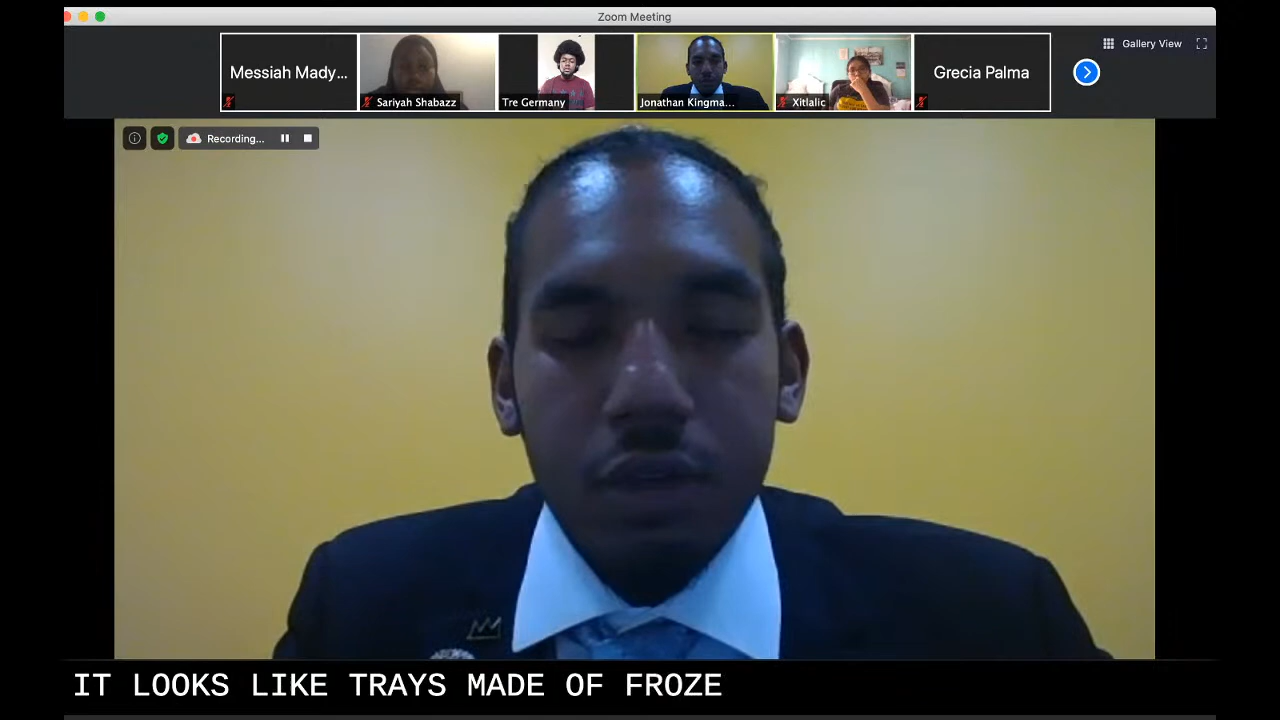 Zoom Meeting
Messiah Mady...
Sariyah Shabazz
Tre Germany
Jonathan Kingma...
Xitlalic
Grecia Palma
Gallery View
Recording...
IT LOOKS LIKE TRAYS MADE OF FROZE